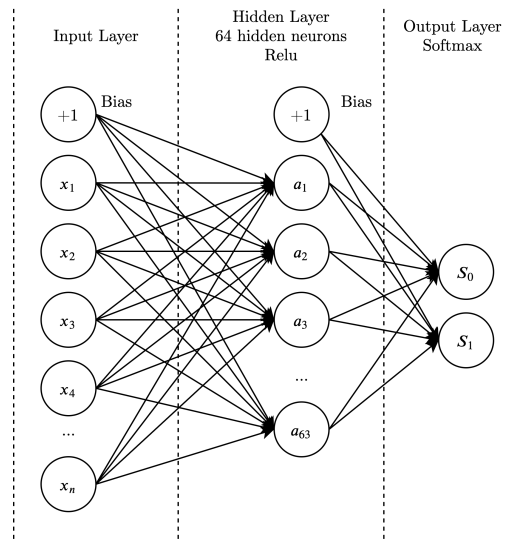 Input Layer
Hidden Layer
64 hidden neurons
Relu
Output Layer
Softmax
+1
Bias
x₁
x₂
x₃
x₄
...
xₙ
+1
Bias
a₁
a₂
a₃
...
a₆₃
S₀
S₁